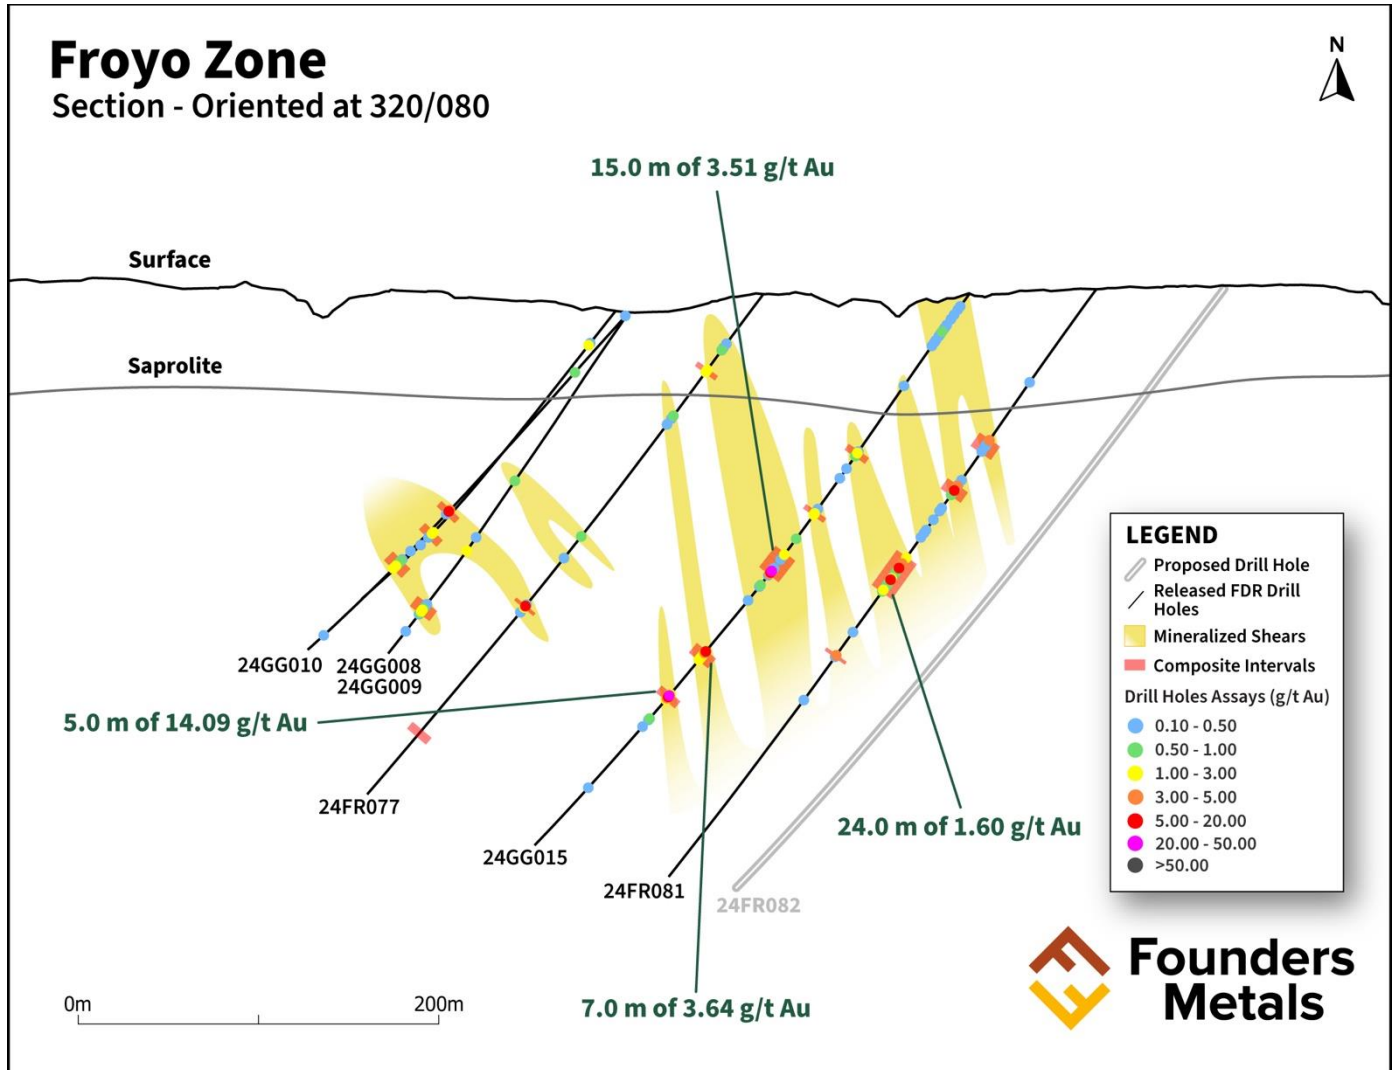 Froyo Zone
Section - Oriented at 320/080
N
15.0 m of 3.51 g/t Au
Surface
Saprolite
24GG010
24GG008
24GG009
5.0 m of 14.09 g/t Au
24FR077
24GG015
24FR081
24FR082
24.0 m of 1.60 g/t Au
7.0 m of 3.64 g/t Au
LEGEND
Proposed Drill Hole
Released FDR Drill
Holes
Mineralized Shears
Composite Intervals
Drill Holes Assays (g/t Au)
0.10 - 0.50
0.50 - 1.00
1.00 - 3.00
3.00 - 5.00
5.00 - 20.00
20.00 - 50.00
>50.00
0m
200m
Founders
Metals